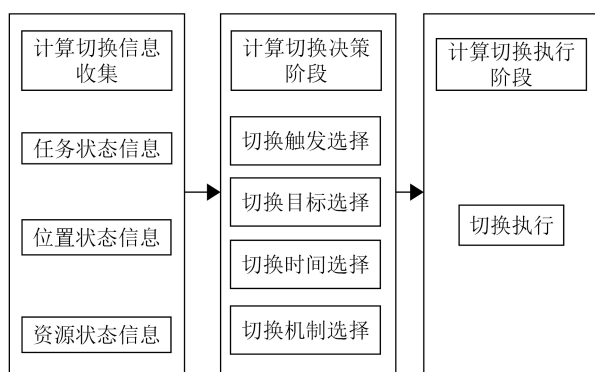 计算切换信息
收集
任务状态信息
位置状态信息
资源状态信息
计算切换决策
阶段
切换触发选择
切换目标选择
切换时间选择
切换机制选择
计算切换执行
阶段
切换执行